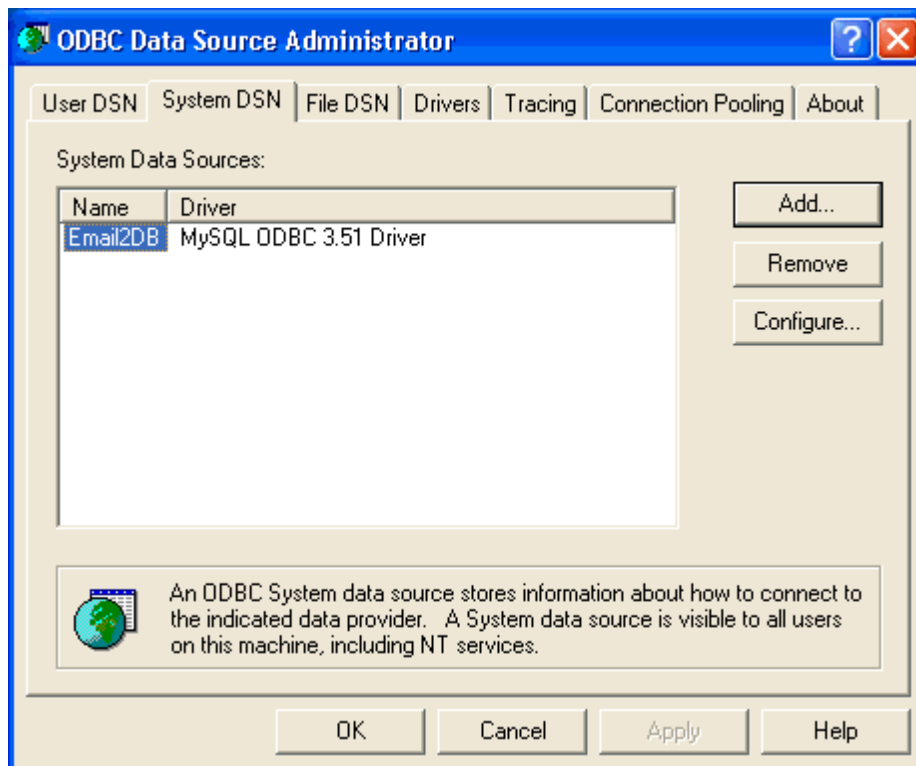 ODBC Data Source Administrator
User DSN System DSN File DSN Drivers Tracing Connection Pooling About
System Data Sources:
Name Driver
Email2DB MySQL ODBC 3.51 Driver
Add...
Remove
Configure...
An ODBC System data source stores information about how to connect to
the indicated data provider. A System data source is visible to all users
on this machine, including NT services.
OK Cancel Apply Help